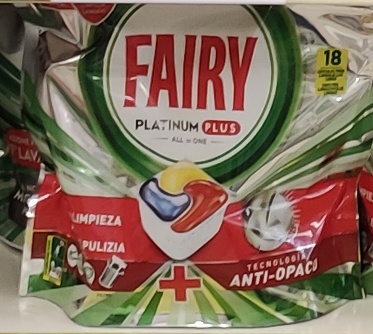 FAIRY
18
PLATINUM PLUS
ALL in ONE
LIMPIEZA
PULIZIA
TECNOLOGIA
ANTI-OPACO